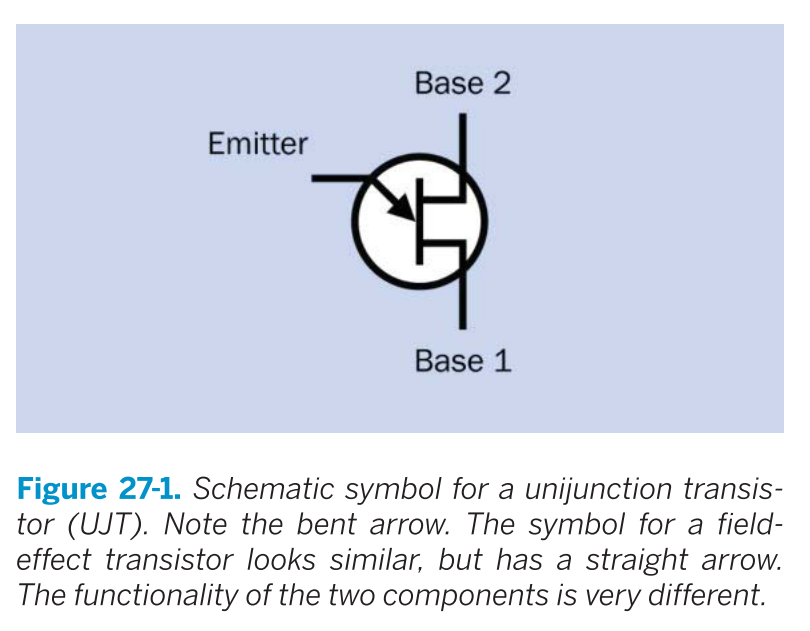 Base 2
Emitter
Base 1
Figure 27-1. Schematic symbol for a unijunction transis-
tor (UJT). Note the bent arrow. The symbol for a field-
effect transistor looks similar, but has a straight arrow.
The functionality of the two components is very different.